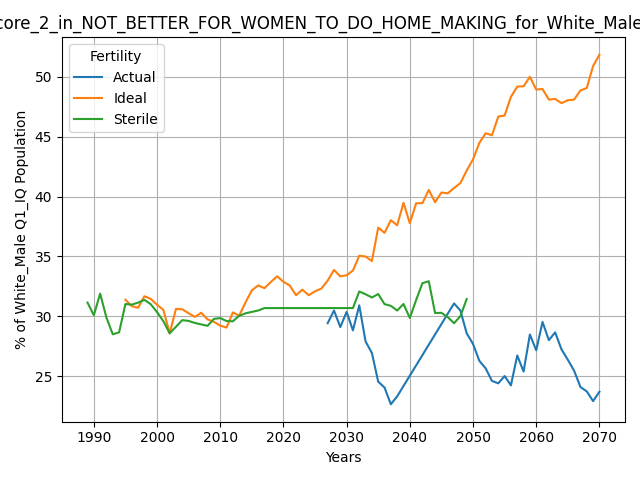 core_2_in_NOT_BETTER_FOR_WOMEN_TO_DO_HOME_MAKING_for_White_Male
Fertility
Actual
Ideal
Sterile
% of White_Male Q1_IQ Population
50
45
40
35
30
25
1990 2000 2010 2020 2030 2040 2050 2060 2070
Years